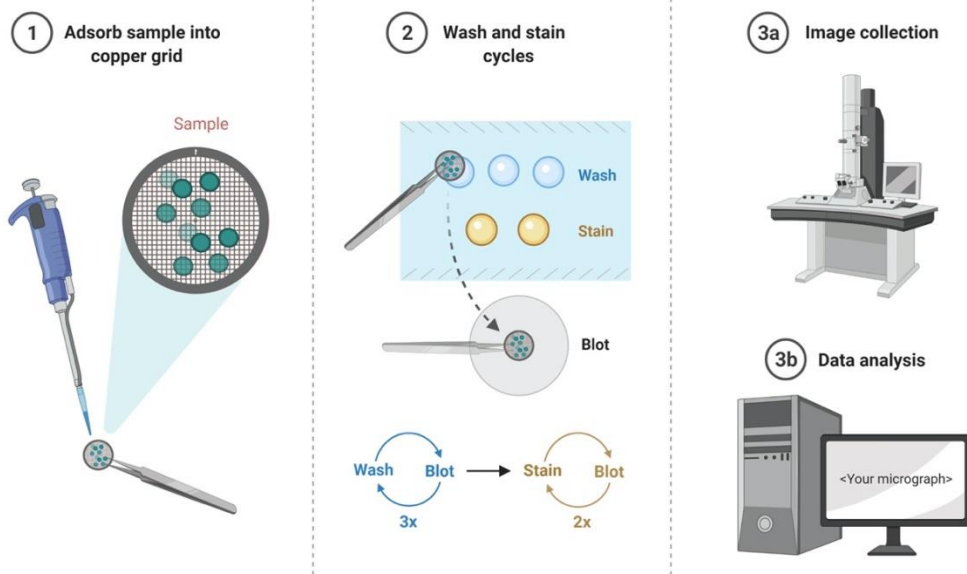 1
Adsorb sample into
copper grid
Sample
2
Wash and stain
cycles
Wash
Stain
Blot
Wash Blot
3x
Stain Blot
2x
3a
Image collection
3b
Data analysis
<Your micrograph>